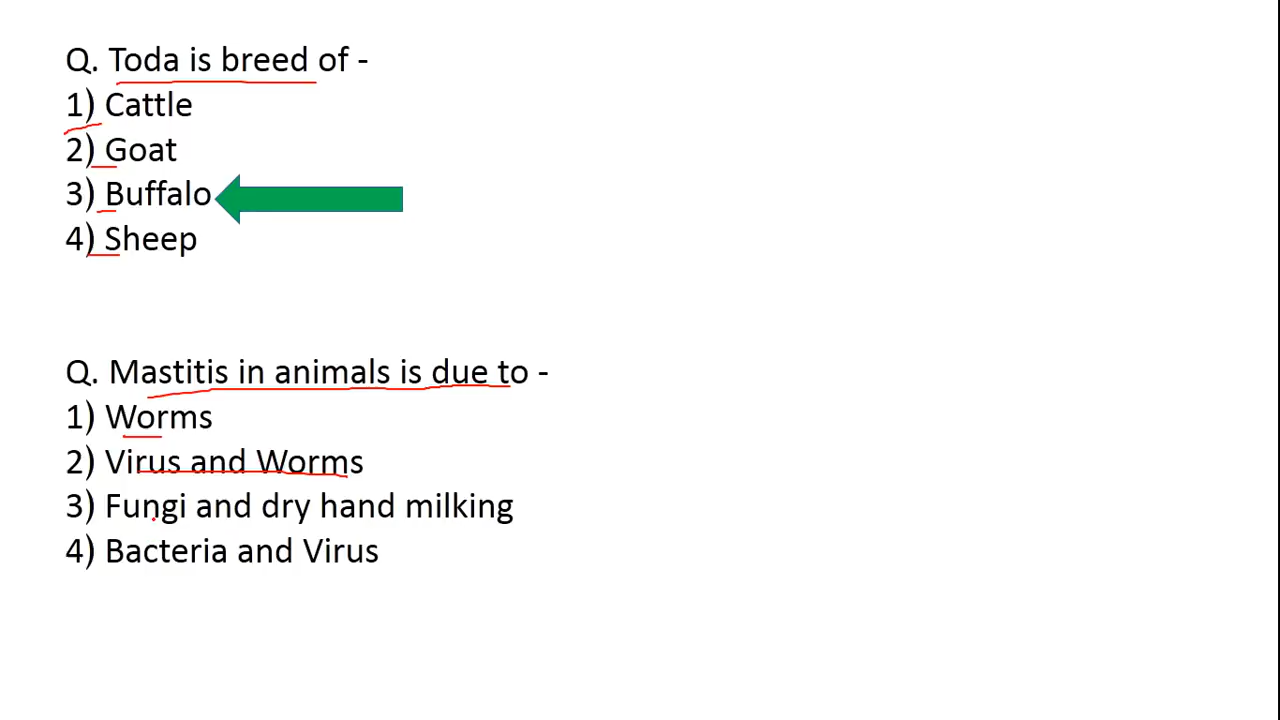 Q. Toda is breed of -
1) Cattle
2) Goat
3) Buffalo
4) Sheep
Q. Mastitis in animals is due to -
1) Worms
2) Virus and Worms
3) Fungi and dry hand milking
4) Bacteria and Virus